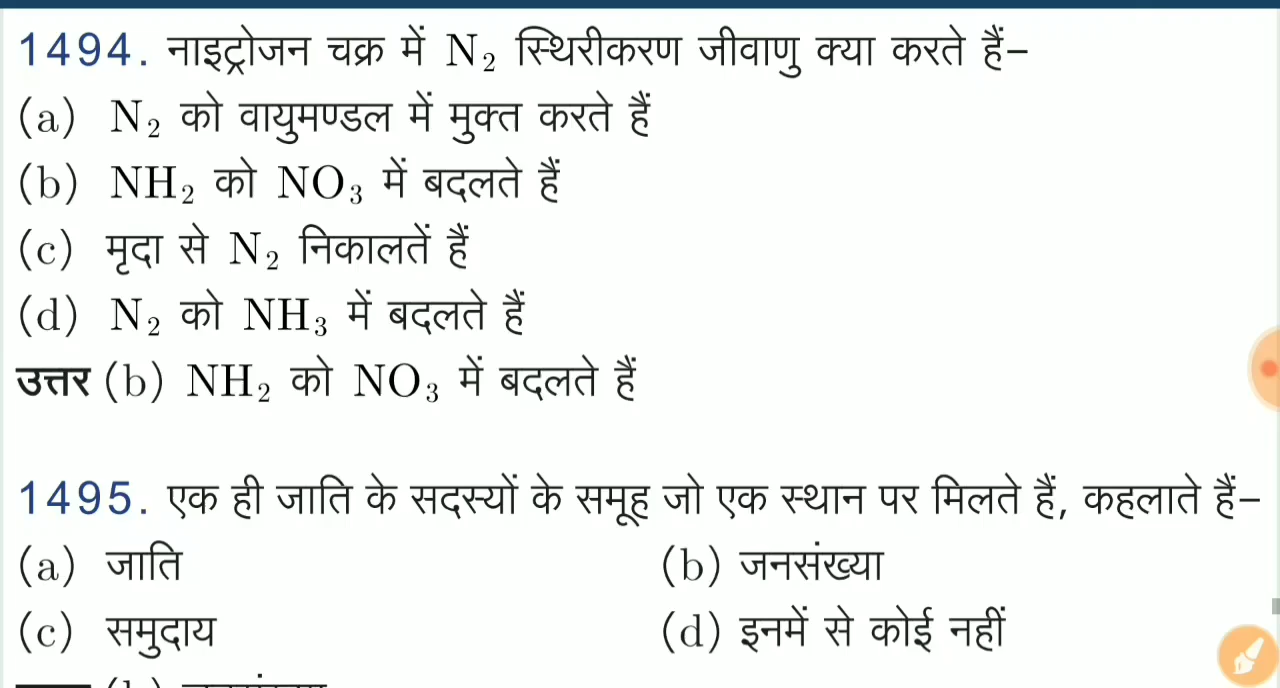 1494. नाइट्रोजन चक्र में N₂ स्थिरीकरण जीवाणु क्या करते हैं–
(a) N₂ को वायुमण्डल में मुक्त करते हैं
(b) NH₂ को NO₃ में बदलते हैं
(c) मृदा से N₂ निकालतें हैं
(d) N₂ को NH₃ में बदलते हैं
उत्तर (b) NH₂ को NO₃ में बदलते हैं
1495. एक ही जाति के सदस्यों के समूह जो एक स्थान पर मिलते हैं, कहलाते हैं–
(a) जाति (b) जनसंख्या
(c) समुदाय (d) इनमें से कोई नहीं